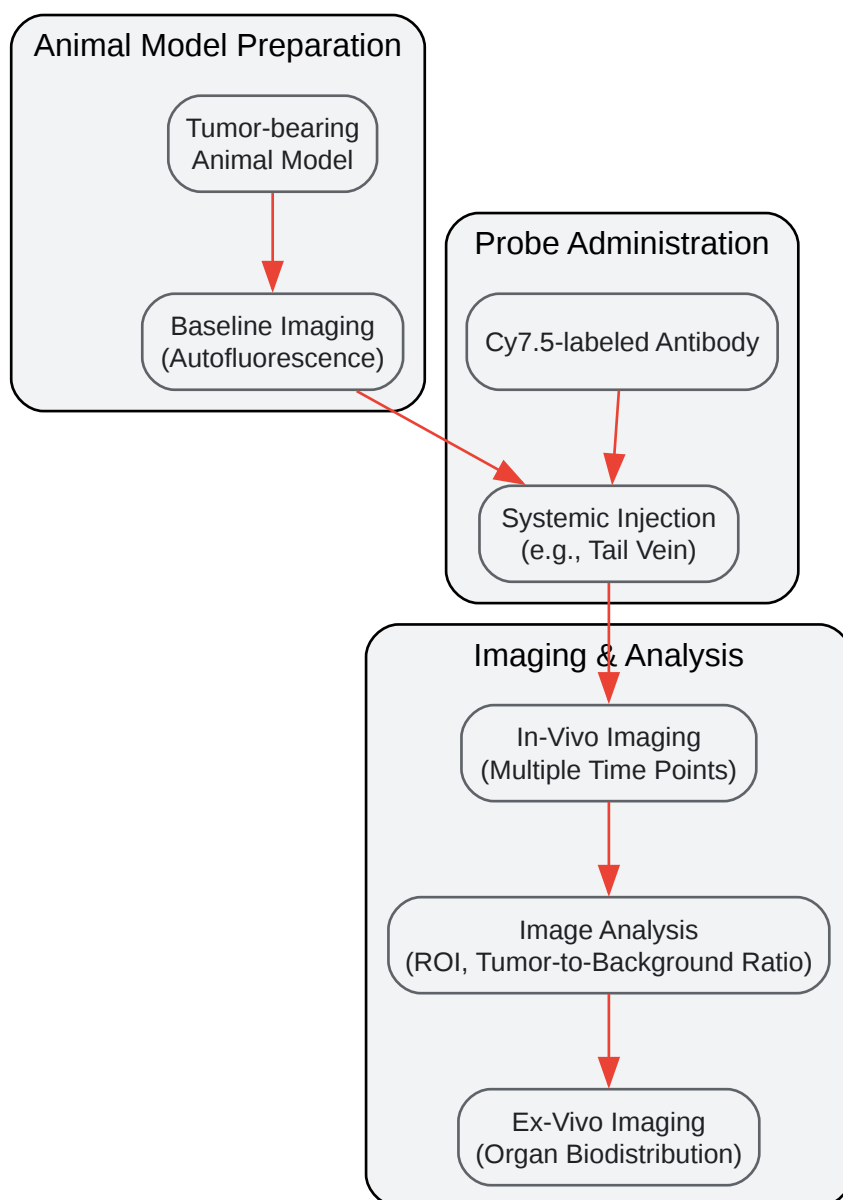 Animal Model Preparation
Tumor-bearing
Animal Model
Baseline Imaging
(Autofluorescence)
Probe Administration
Cy7.5-labeled Antibody
Systemic Injection
(e.g., Tail Vein)
Imaging & Analysis
In-Vivo Imaging
(Multiple Time Points)
Image Analysis
(ROI, Tumor-to-Background Ratio)
Ex-Vivo Imaging
(Organ Biodistribution)